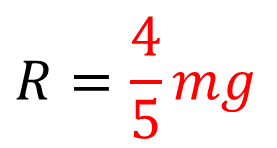 R = 4/5 mg